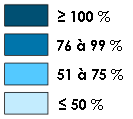 ≥ 100 %
76 à 99 %
51 à 75 %
≤ 50 %